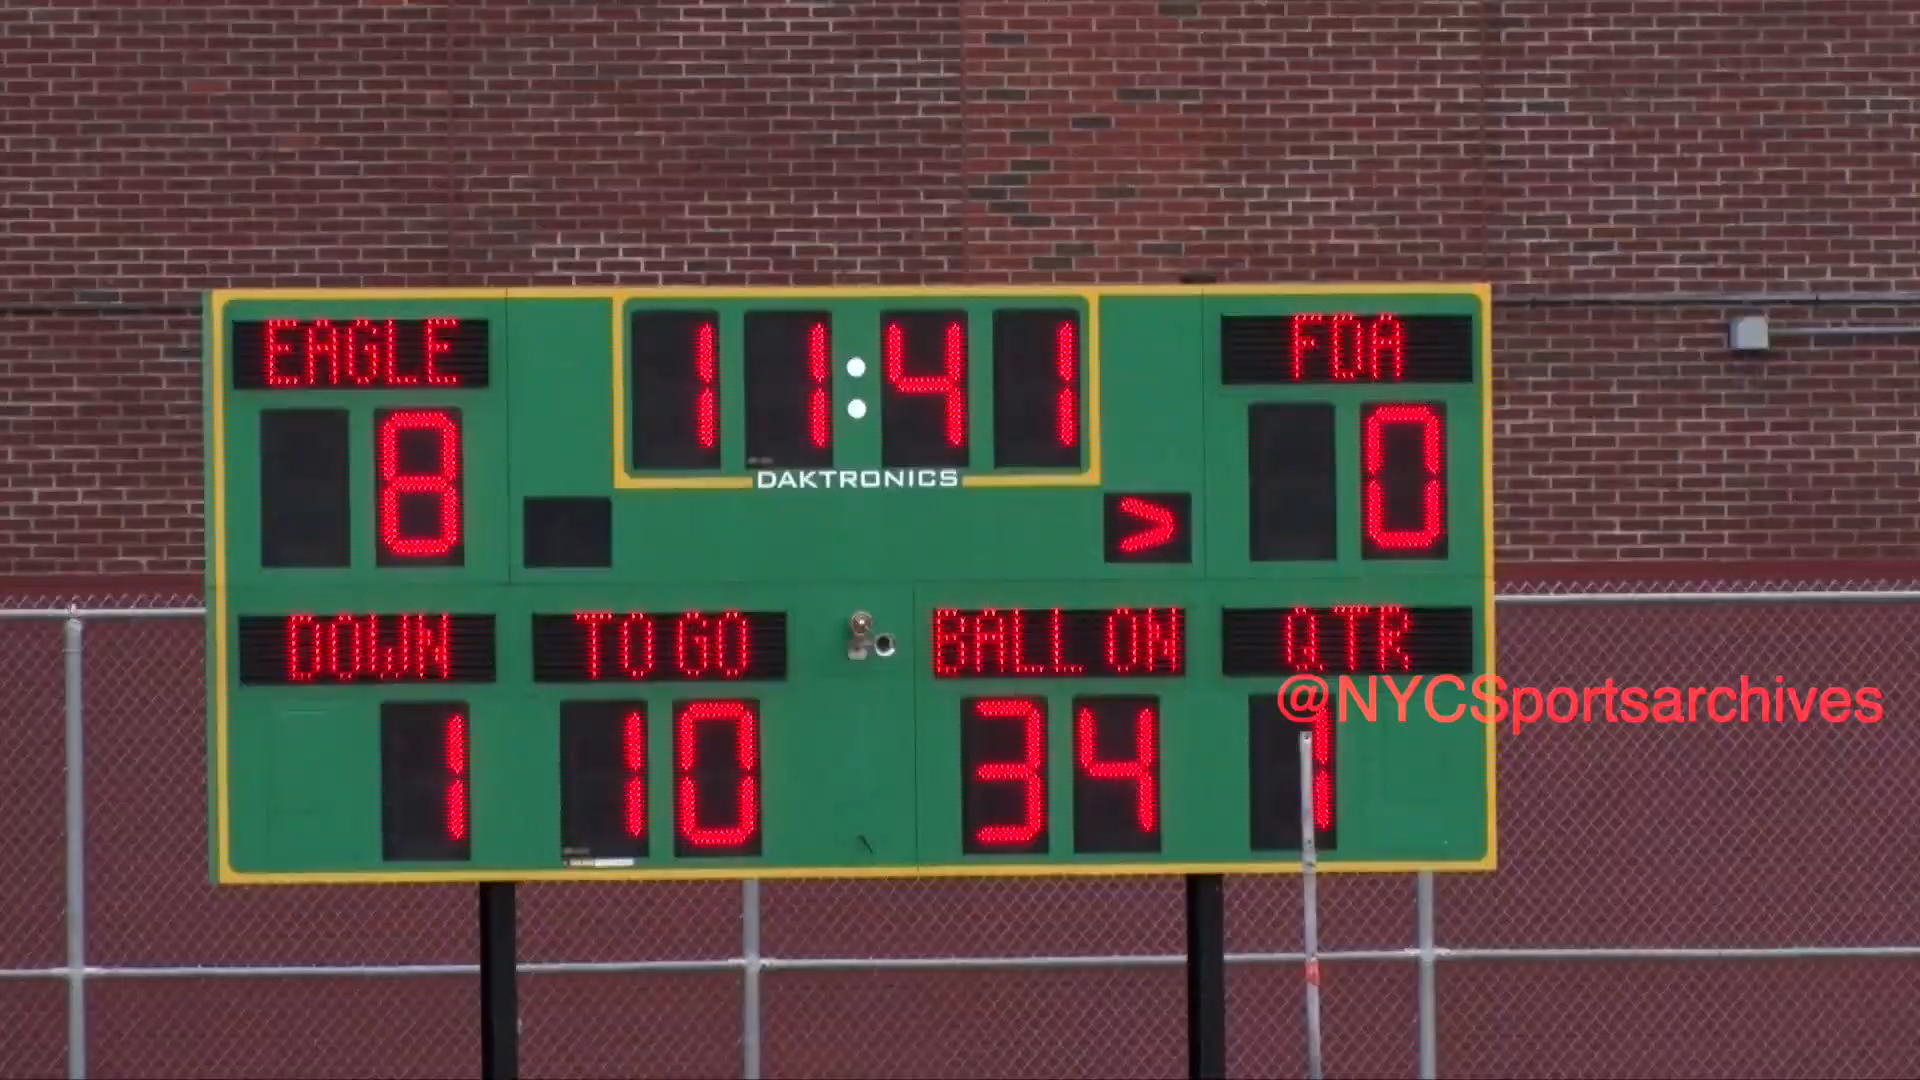 EAGLE 11:41 FDA
8 0
DAKTRONICS
>
DOWN TO GO BALL ON QTR
1 10 34 1
@NYCSportsarchives